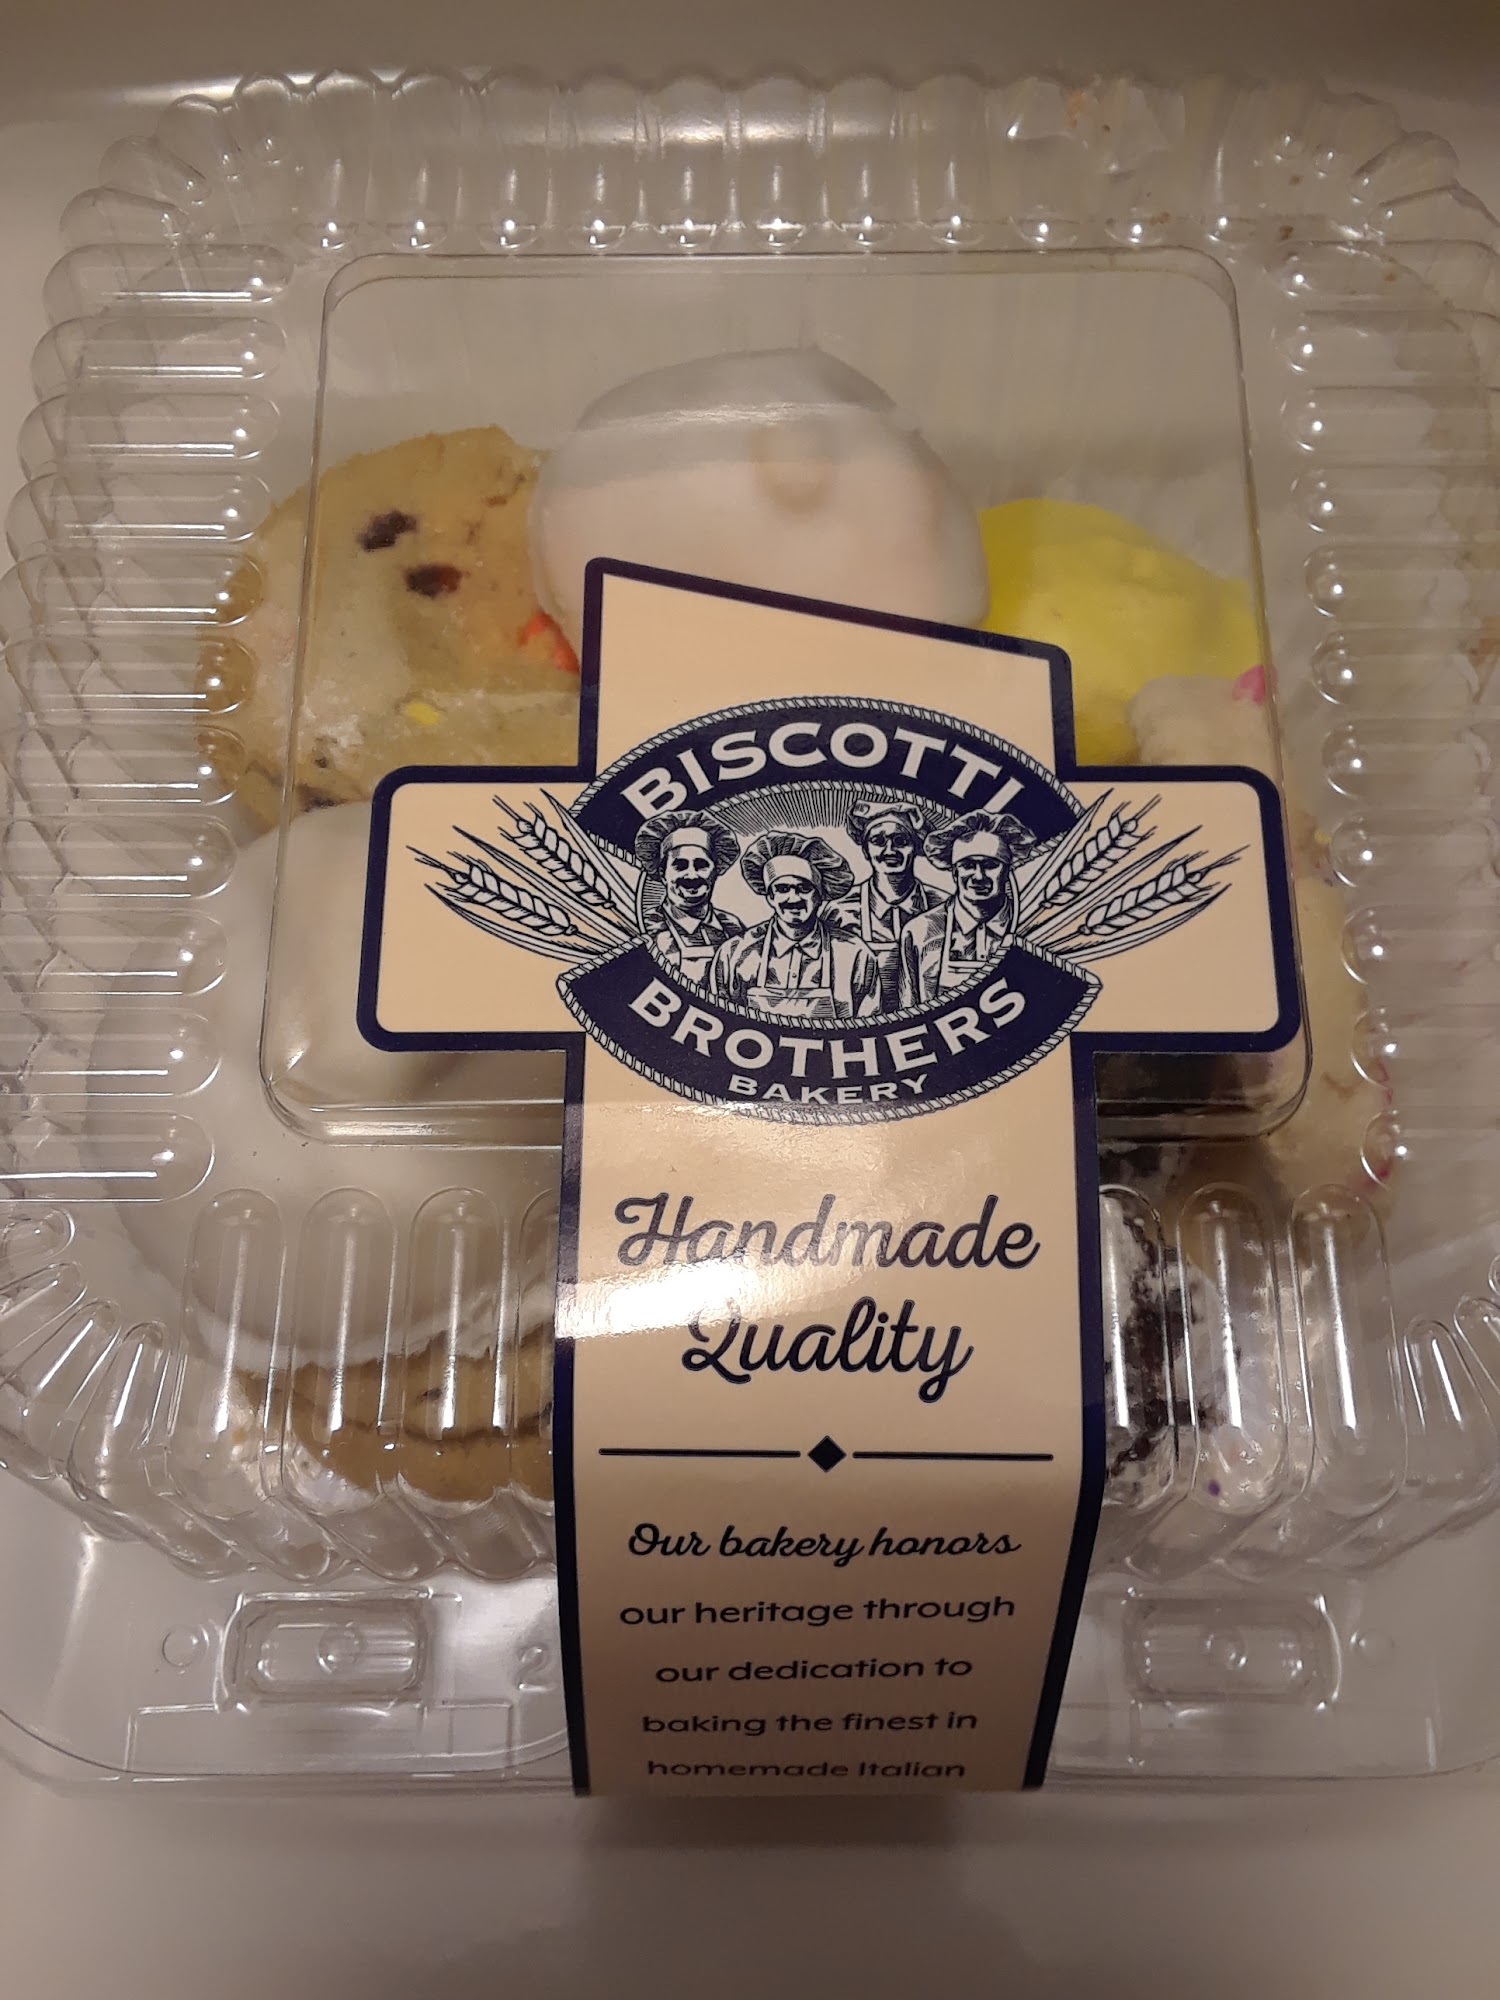 BISCOTTI
BROTHERS
BAKERY
Handmade
Quality
Our bakery honors
our heritage through
our dedication to
baking the finest in
homemade Italian
2